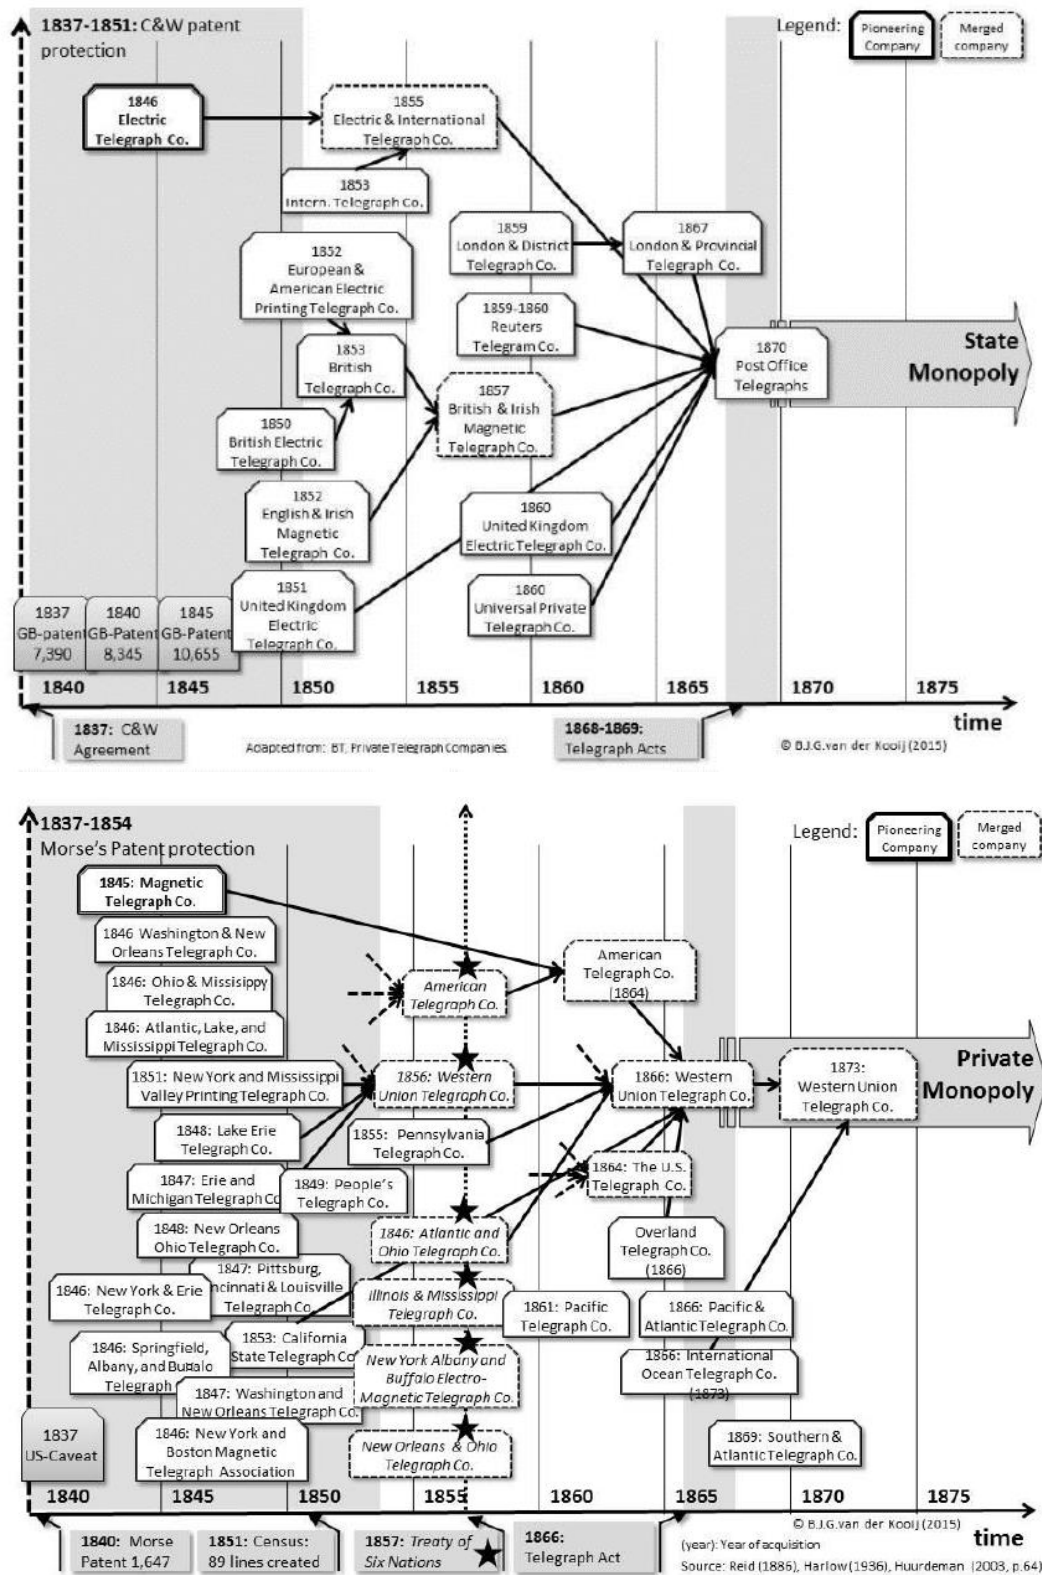 1837-1851: C&W patent
protection
Legend:
Pioneering
Company
Merged
company
1846
Electric
Telegraph Co.
1855
Electric & International
Telegraph Co.
1853
Intern. Telegraph Co.
1859
London & District
Telegraph Co.
1867
London & Provincial
Telegraph Co.
1852
European &
American Electric
Printing Telegraph Co.
1859-1860
Reuters
Telegram Co.
1853
British
Telegraph Co.
1870
Post Office
Telegraphs
State
Monopoly
1857
British & Irish
Magnetic
Telegraph Co.
1850
British Electric
Telegraph Co.
1852
English & Irish
Magnetic
Telegraph Co.
1860
United Kingdom
Electric Telegraph Co.
1851
United Kingdom
Electric
Telegraph Co.
1860
Universal Private
Telegraph Co.
1837
GB-patent
7,390
1840
GB-Patent
8,345
1845
GB-Patent
10,655
1840 1845 1850 1855 1860 1865 1870 1875
time
1837: C&W
Agreement
Adapted from: BT, Private Telegraph Companies.
1868-1869:
Telegraph Acts
© B.J.G.van der Kooij (2015)
1837-1854
Morse's Patent protection
Legend:
Pioneering
Company
Merged
company
1845: Magnetic
Telegraph Co.
1846 Washington & New
Orleans Telegraph Co.
1846: Ohio & Missisippy
Telegraph Co.
1846: Atlantic, Lake, and
Mississippi Telegraph Co.
American
Telegraph Co.
American
Telegraph Co.
(1864)
1851: New York and Mississippi
Valley Printing Telegraph Co.
1856: Western
Union Telegraph Co.
1866: Western
Union Telegraph Co.
1873:
Western Union
Telegraph Co.
Private
Monopoly
1848: Lake Erie
Telegraph Co.
1855: Pennsylvania
Telegraph Co.
1847: Erie and
Michigan Telegraph Co
1849: People's
Telegraph Co.
1864: The U.S.
Telegraph Co.
1848: New Orleans
Ohio Telegraph Co.
1846: Atlantic and
Ohio Telegraph Co.
Overland
Telegraph Co.
(1866)
1847: Pittsburg,
ncinnati & Louisville
Telegraph Co.
1846: New York & Erie
Telegraph Co.
Illinois & Mississippi
Telegraph Co.
1861: Pacific
Telegraph Co.
1866: Pacific &
Atlantic Telegraph Co.
1853: California
State Telegraph Co
1846: Springfield,
Albany, and Buffalo
Telegraph
New York Albany and
Buffalo Electro-
Magnetic Telegraph Co.
1866: International
Ocean Telegraph Co.
(1873)
1847: Washington and
New Orleans Telegraph Co.
1837
US-Caveat
1846: New York and
Boston Magnetic
Telegraph Association
New Orleans & Ohio
Telegraph Co.
1869: Southern &
Atlantic Telegraph Co.
1840 1845 1850 1855 1860 1865 1870 1875
time
1840: Morse
Patent 1,647
1851: Census:
89 lines created
1857: Treaty of
Six Nations
1866:
Telegraph Act
© B.J.G.van der Kooij (2015)
(year): Year of acquisition
Source: Reid (1886), Harlow (1936), Huurdeman (2003, p.64)